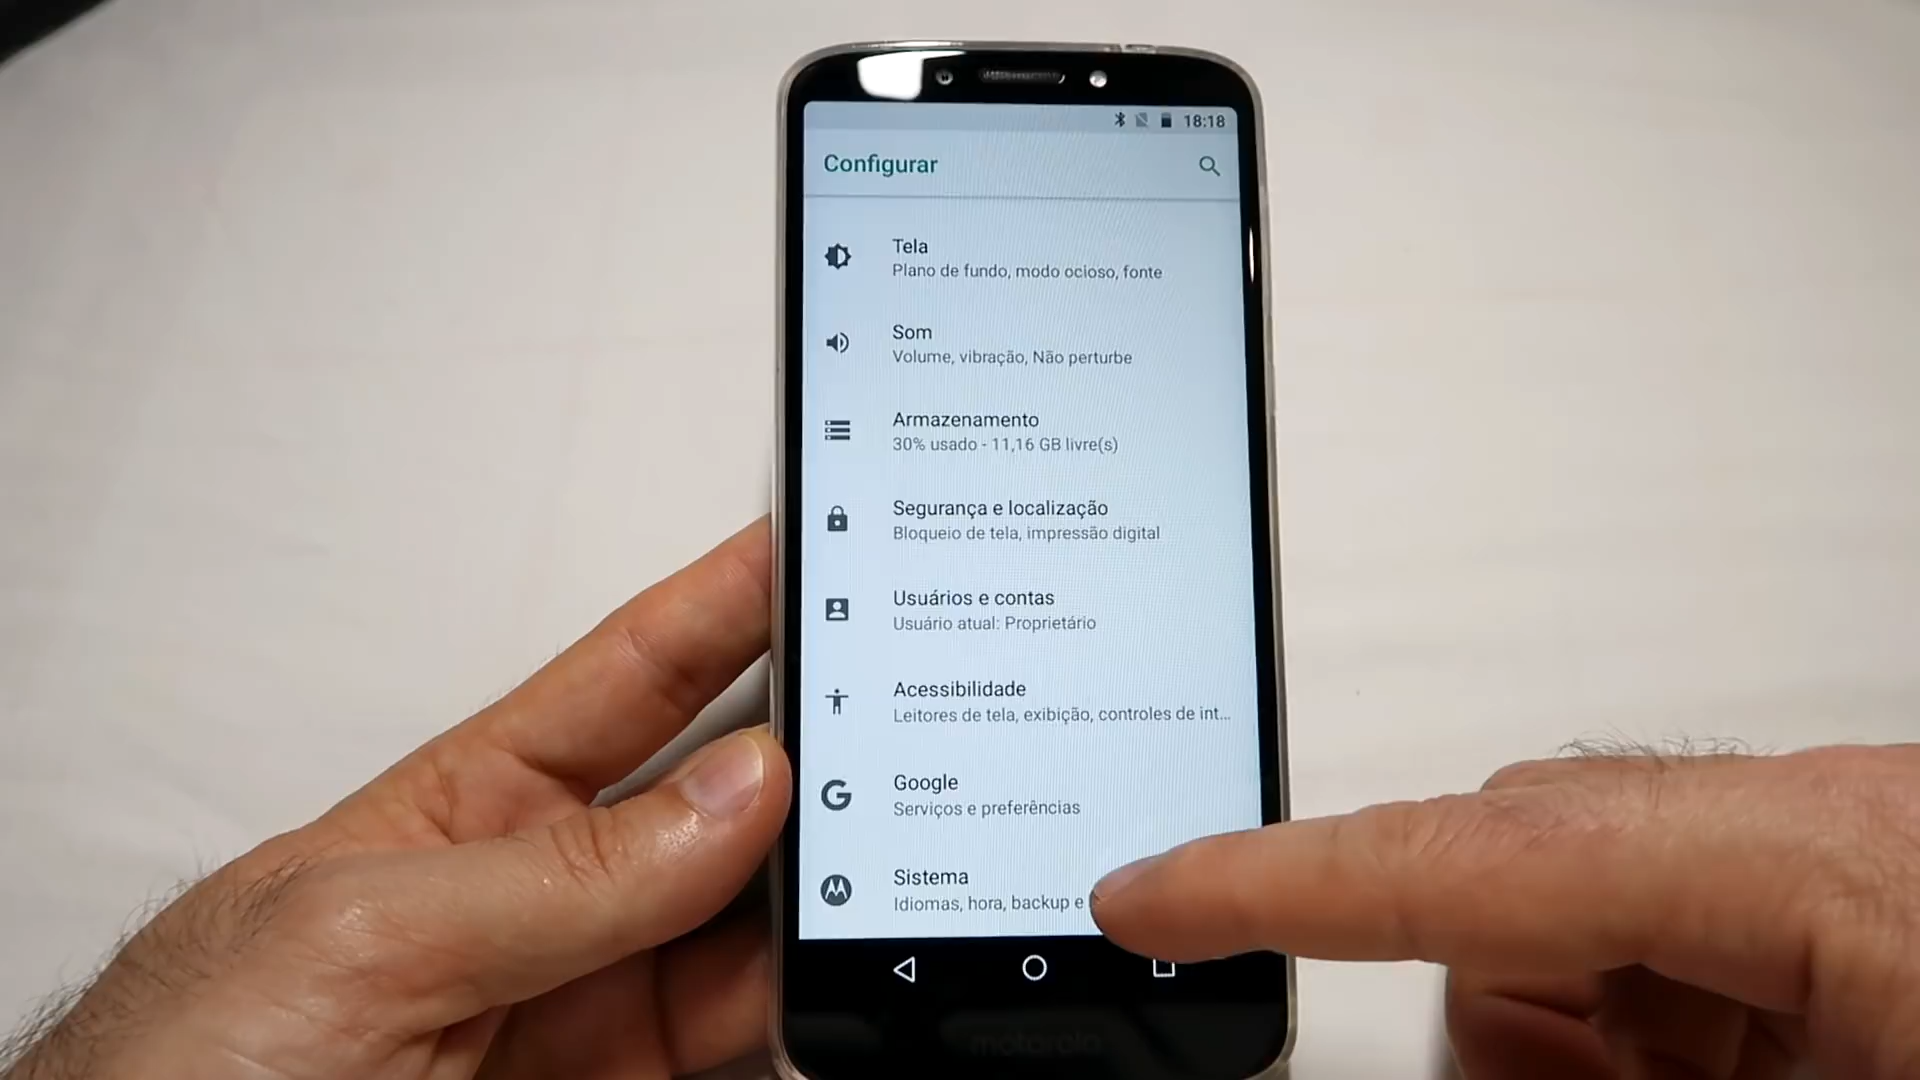 18:18
Configurar
Tela
Plano de fundo, modo ocioso, fonte
Som
Volume, vibração, Não perturbe
Armazenamento
30% usado - 11,16 GB livre(s)
Segurança e localização
Bloqueio de tela, impressão digital
Usuários e contas
Usuário atual: Proprietário
Acessibilidade
Leitores de tela, exibição, controles de int...
Google
Serviços e preferências
Sistema
Idiomas, hora, backup e
motorola